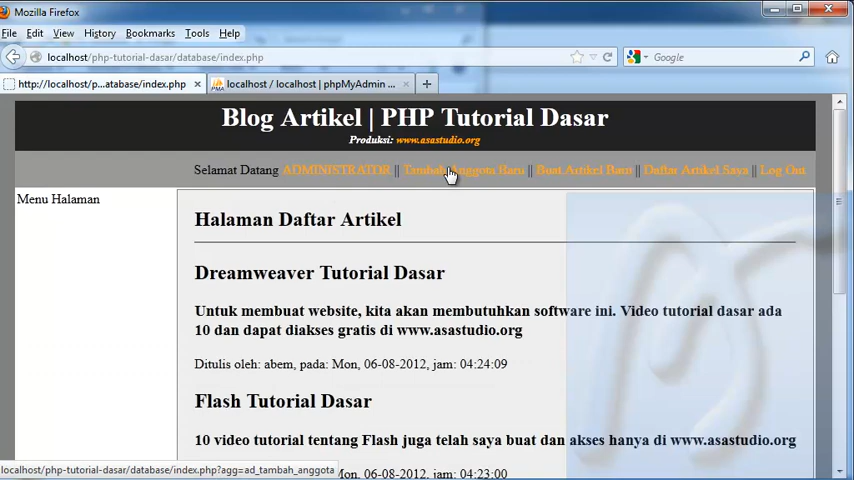 Mozilla Firefox
File Edit View History Bookmarks Tools Help
localhost/php-tutorial-dasar/database/index.php
Google
http://localhost/p...atabase/index.php
localhost / localhost | phpMyAdmin ...
Blog Artikel | PHP Tutorial Dasar
Produksi: www.asastudio.org
Selamat Datang ADMINISTRATOR || Tambah Anggota Baru || Buat Artikel Baru || Daftar Artikel Saya || Log Out
Menu Halaman
Halaman Daftar Artikel
Dreamweaver Tutorial Dasar
Untuk membuat website, kita akan membutuhkan software ini. Video tutorial dasar ada
10 dan dapat diakses gratis di www.asastudio.org
Ditulis oleh: abem, pada: Mon, 06-08-2012, jam: 04:24:09
Flash Tutorial Dasar
10 video tutorial tentang Flash juga telah saya buat dan akses hanya di www.asastudio.org
Mon, 06-08-2012, jam: 04:23:00
localhost/php-tutorial-dasar/database/index.php?agg=ad_tambah_anggota